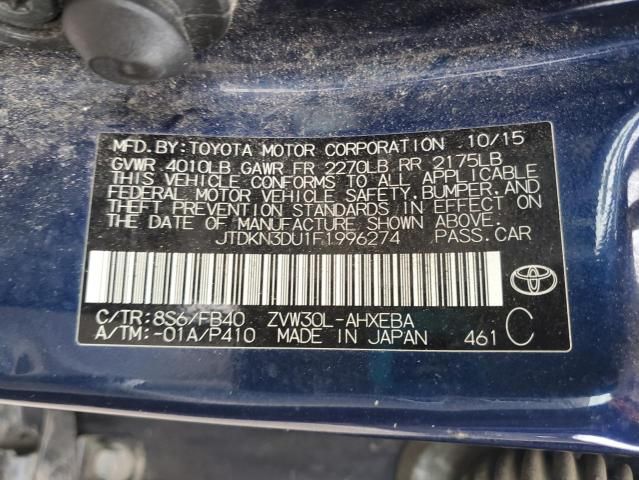 MFD. BY: TOYOTA MOTOR CORPORATION 10/15
GVWR 4010LB GAWR FR 2270LB RR 2175LB
THIS VEHICLE CONFORMS TO ALL APPLICABLE
FEDERAL MOTOR VEHICLE SAFETY, BUMPER, AND
THEFT PREVENTION STANDARDS IN EFFECT ON
THE DATE OF MANUFACTURE SHOWN ABOVE.
JTDKN3DU1F1996274 PASS. CAR
C/TR: 8S6/FB40 ZVW30L-AHXEBA
A/TM: -01A/P410 MADE IN JAPAN 461 C